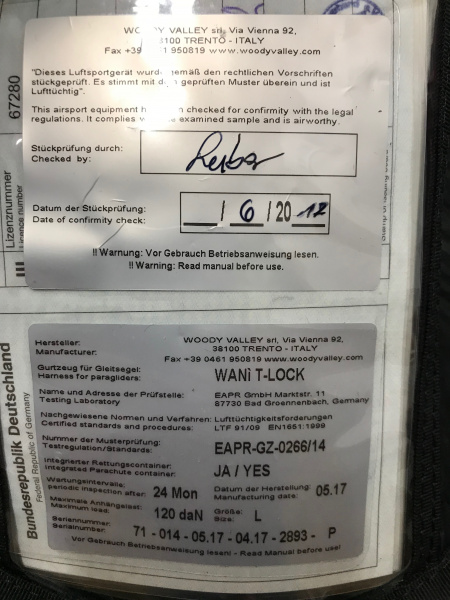 WOODY VALLEY srl, Via Vienna 92,
38100 TRENTO - ITALY
Fax +39 0461 950819 www.woodyvalley.com
"Dieses Luftsportgerät wurde gemäß den rechtlichen Vorschriften
stückgeprüft. Es stimmt mit dem geprüften Muster überein und ist
Lufttüchtig".
This airsport equipment has been checked for confirmity with the legal
regulations. It complies examined sample and is airworthy.
Stückprüfung durch:
Checked by:
Datum der Stückprüfung:
Date of confirmity check:
__/ 6 /20 12
!! Warnung: Vor Gebrauch Betriebsanweisung lesen.
!! Warning: Read manual before use.
67280
Lizenznummer
Licence number
Bundesrepublik Deutschland
Federal Republic of Germany
Hersteller:
Manufacturer:
WOODY VALLEY srl, Via Vienna 92,
38100 TRENTO - ITALY
Fax +39 0461 950819 www.woodyvalley.com
Gurtzeug für Gleitsegel:
Harness for paragliders:
WANI T-LOCK
Name und Adresse der Prüfstelle:
Testing Laboratory
EAPR GmbH Marktstr. 11
87730 Bad Groennenbach, Germany
Nachgewiesene Normen und Verfahren:
Certified standards and procedures:
Lufttüchtigkeitsforderungen
LTF 91/09 EN1651:1999
Nummer der Musterprüfung:
Testregulation/Standards:
EAPR-GZ-0266/14
Integrierter Rettungscontainer:
Integrated Parachute container:
JA / YES
Wartungsintervalle:
periodic inspection after:
24 Mon
Datum der Herstellung:
Manufacturing date:
05.17
Maximale Anhängelast:
Maximum load:
120 daN
Größe:
Size:
L
Seriennummer:
Serialnumber:
71 - 014 - 05.17 - 04.17 - 2893 - P
Vor Gebrauch Betriebsanweisung lesen! - Read Manual before use!